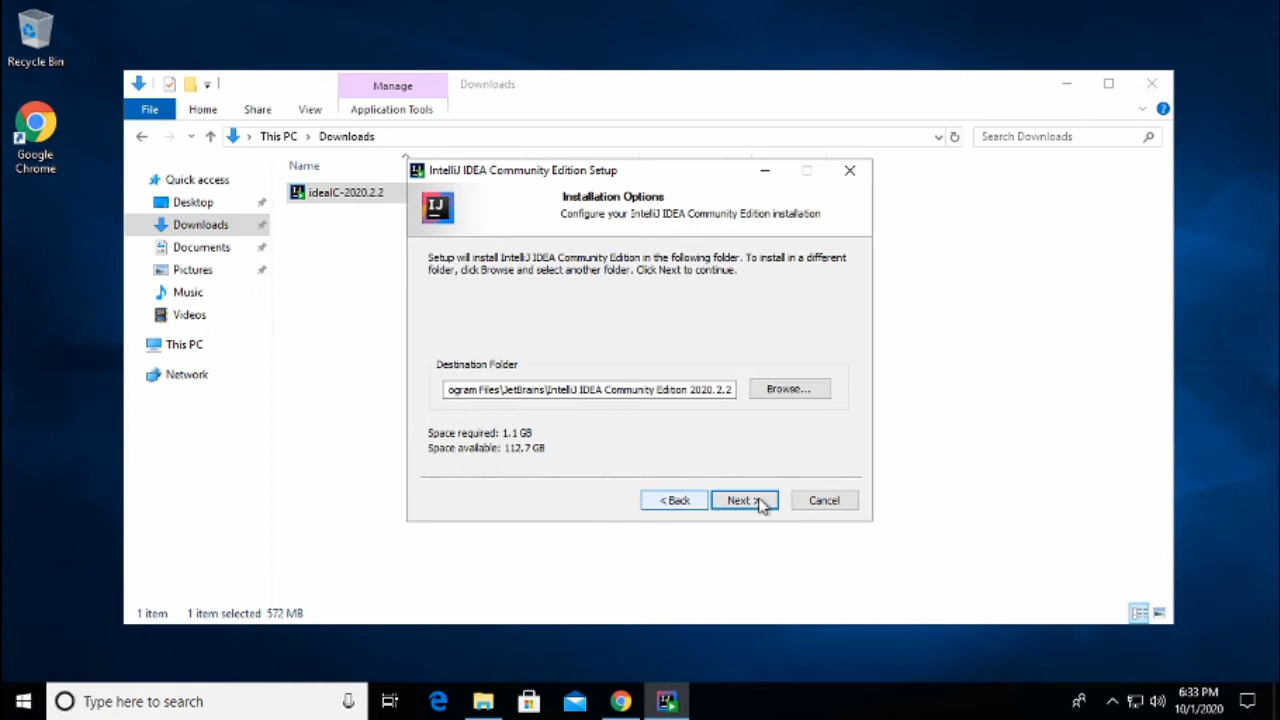 Recycle Bin
Google
Chrome
Manage
Downloads
File
Home
Share
View
Application Tools
This PC
Downloads
Search Downloads
Quick access
Desktop
Downloads
Documents
Pictures
Music
Videos
This PC
Network
Name
ideaIC-2020.2.2
IntelliJ IDEA Community Edition Setup
IJ
Installation Options
Configure your IntelliJ IDEA Community Edition installation
Setup will install IntelliJ IDEA Community Edition in the following folder. To install in a different
folder, click Browse and select another folder. Click Next to continue.
Destination Folder
ogram Files\JetBrains\IntelliJ IDEA Community Edition 2020.2.2
Browse...
Space required: 1.1 GB
Space available: 112.7 GB
< Back
Next >
Cancel
1 item
1 item selected 572 MB
Type here to search
6:33 PM
10/1/2020